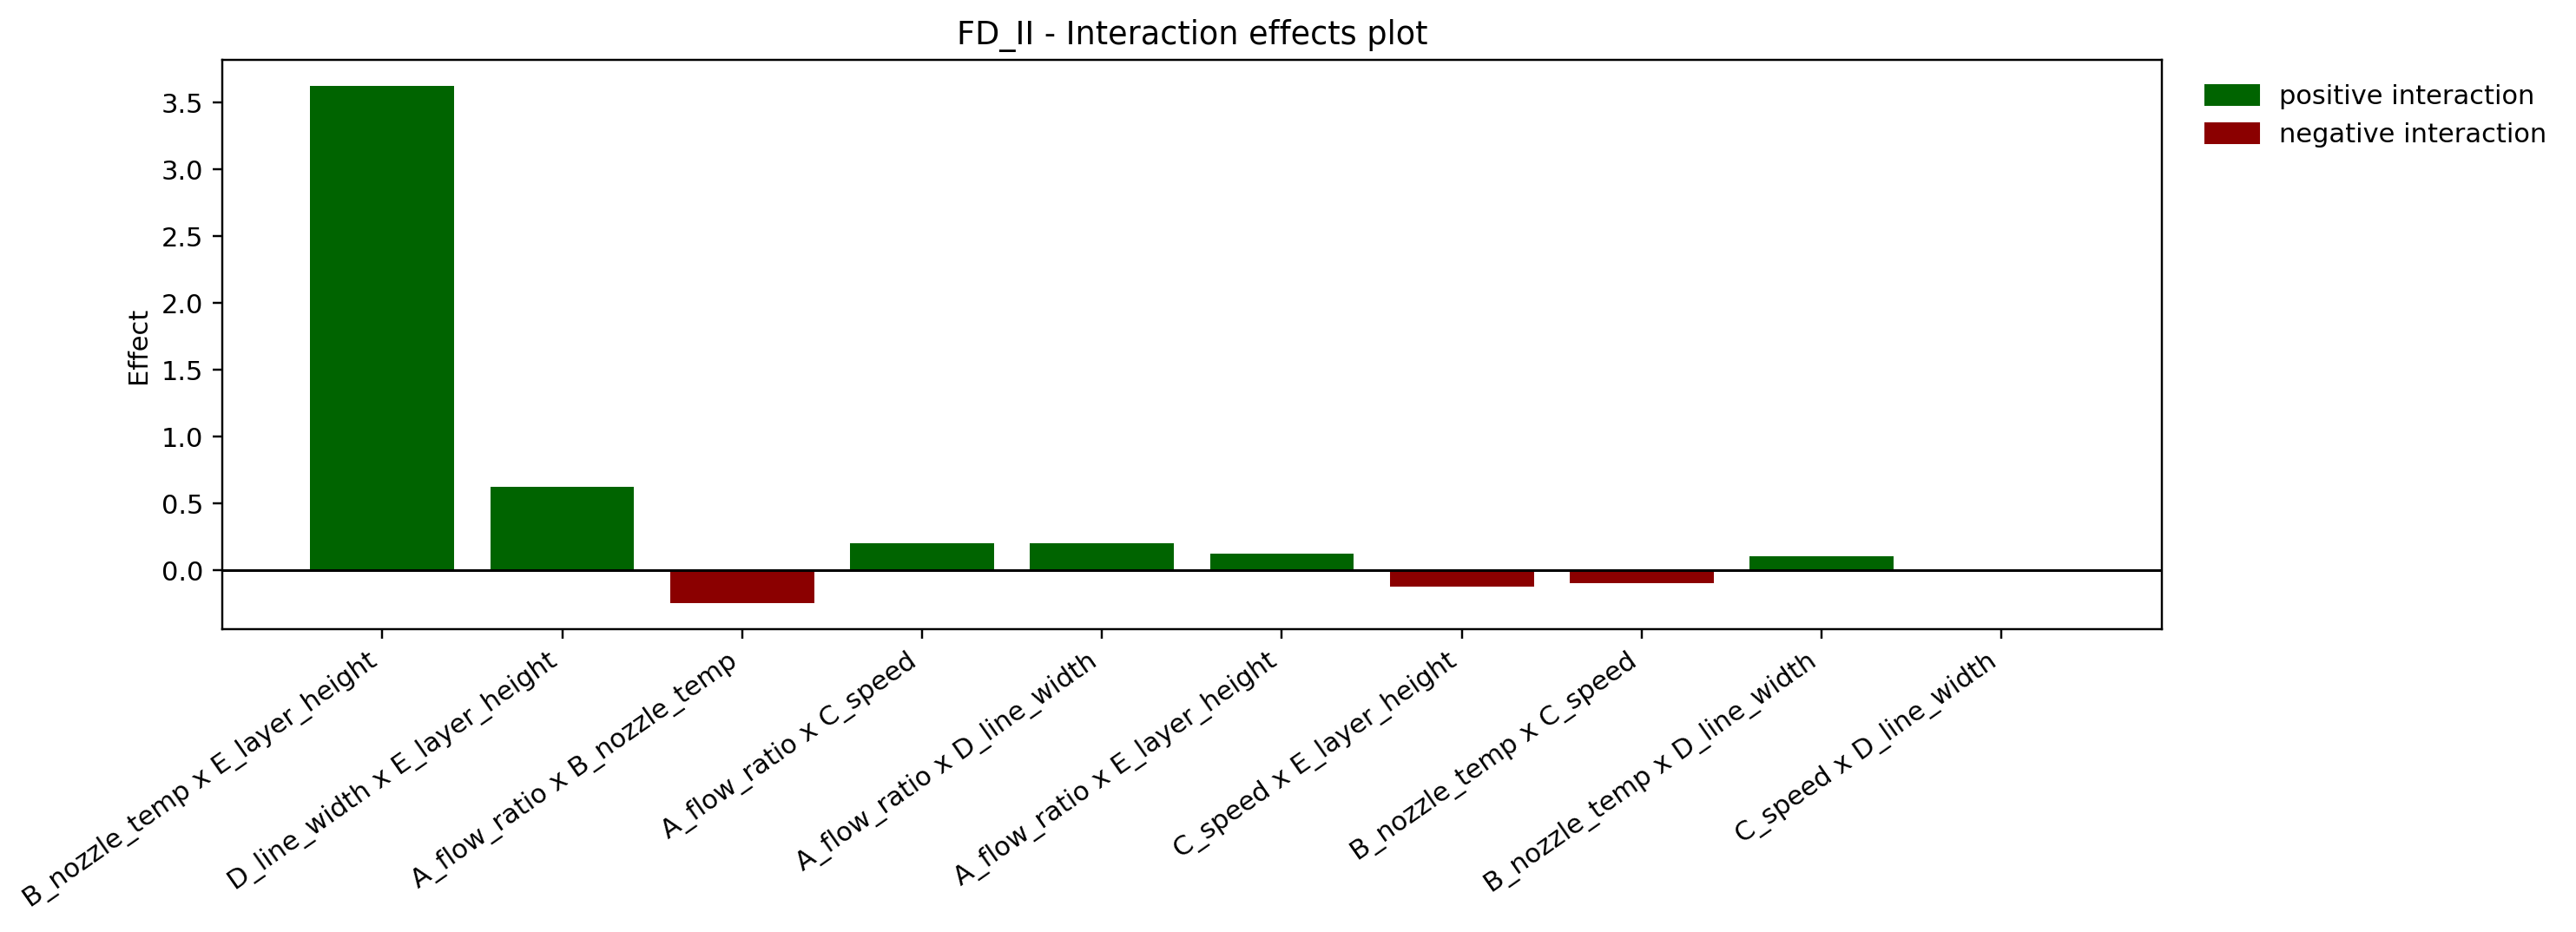 FD_II - Interaction effects plot
positive interaction
negative interaction
Effect
3.5
3.0
2.5
2.0
1.5
1.0
0.5
0.0
B_nozzle_temp x E_layer_height
D_line_width x E_layer_height
A_flow_ratio x B_nozzle_temp
A_flow_ratio x C_speed
A_flow_ratio x D_line_width
A_flow_ratio x E_layer_height
C_speed x E_layer_height
B_nozzle_temp x C_speed
B_nozzle_temp x D_line_width
C_speed x D_line_width